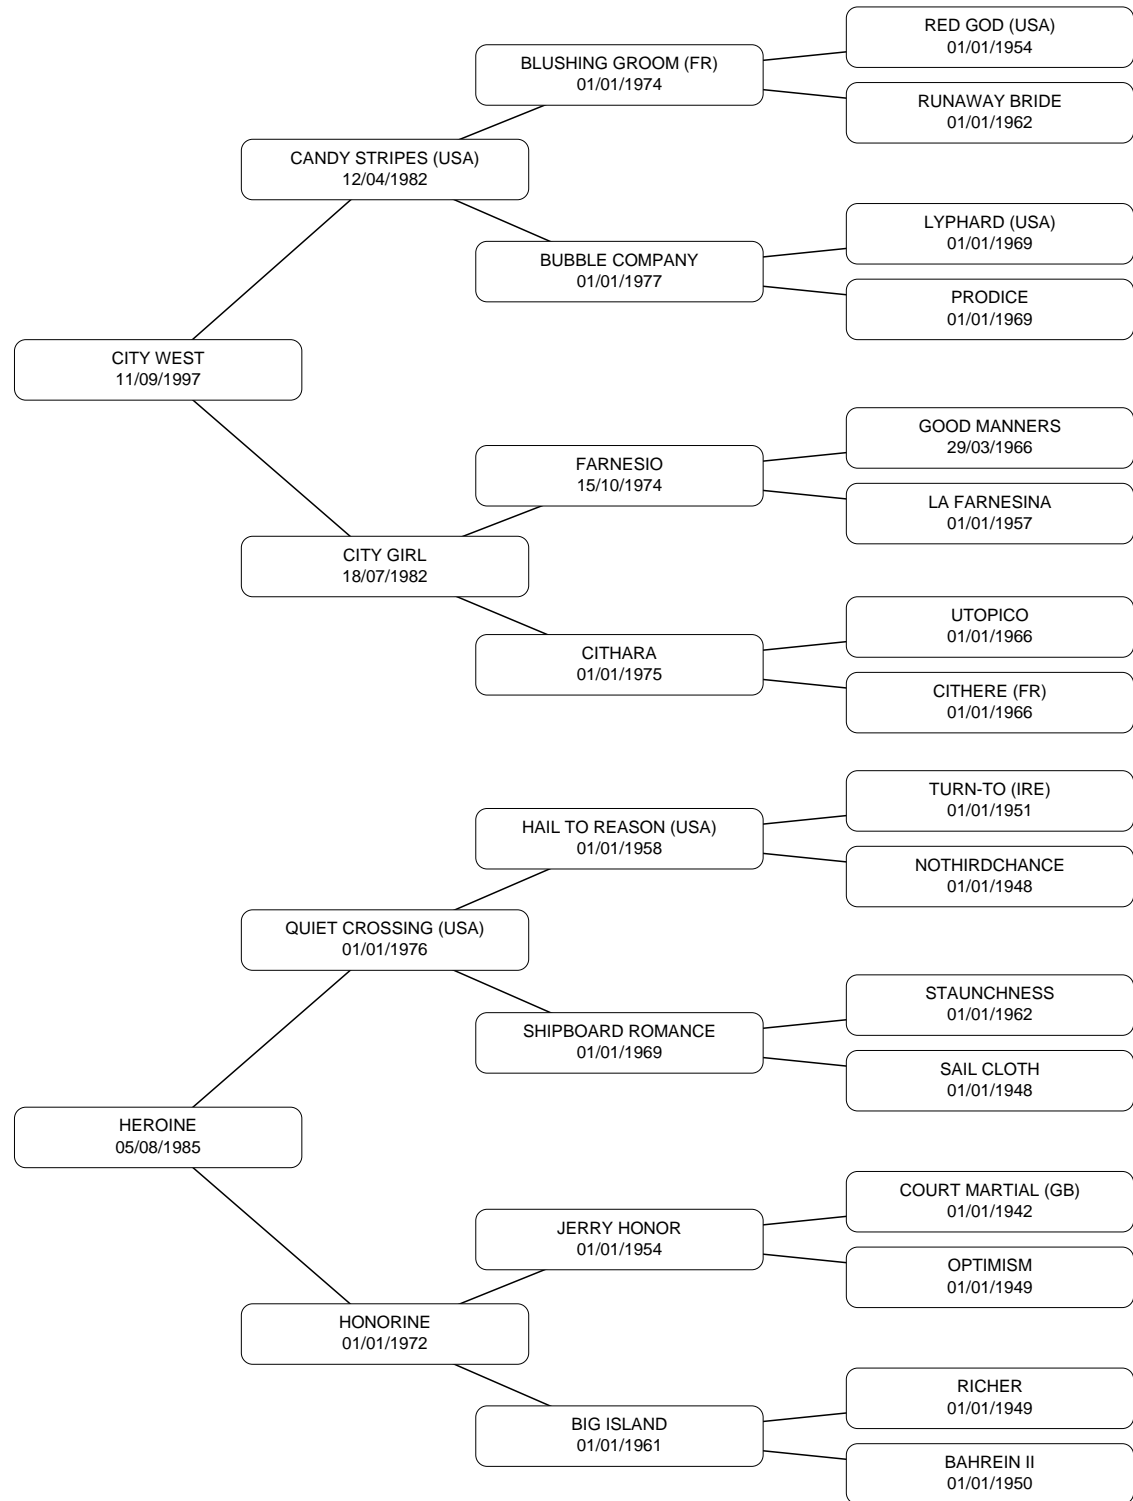 RED GOD (USA)
01/01/1954
BLUSHING GROOM (FR)
01/01/1974
RUNAWAY BRIDE
01/01/1962
CANDY STRIPES (USA)
12/04/1982
LYPHARD (USA)
01/01/1969
BUBBLE COMPANY
01/01/1977
PRODICE
01/01/1969
CITY WEST
11/09/1997
GOOD MANNERS
29/03/1966
FARNESIO
15/10/1974
LA FARNESINA
01/01/1957
CITY GIRL
18/07/1982
UTOPICO
01/01/1966
CITHARA
01/01/1975
CITHERE (FR)
01/01/1966
TURN-TO (IRE)
01/01/1951
HAIL TO REASON (USA)
01/01/1958
NOTHIRDCHANCE
01/01/1948
QUIET CROSSING (USA)
01/01/1976
STAUNCHNESS
01/01/1962
SHIPBOARD ROMANCE
01/01/1969
SAIL CLOTH
01/01/1948
HEROINE
05/08/1985
COURT MARTIAL (GB)
01/01/1942
JERRY HONOR
01/01/1954
OPTIMISM
01/01/1949
HONORINE
01/01/1972
RICHER
01/01/1949
BIG ISLAND
01/01/1961
BAHREIN II
01/01/1950